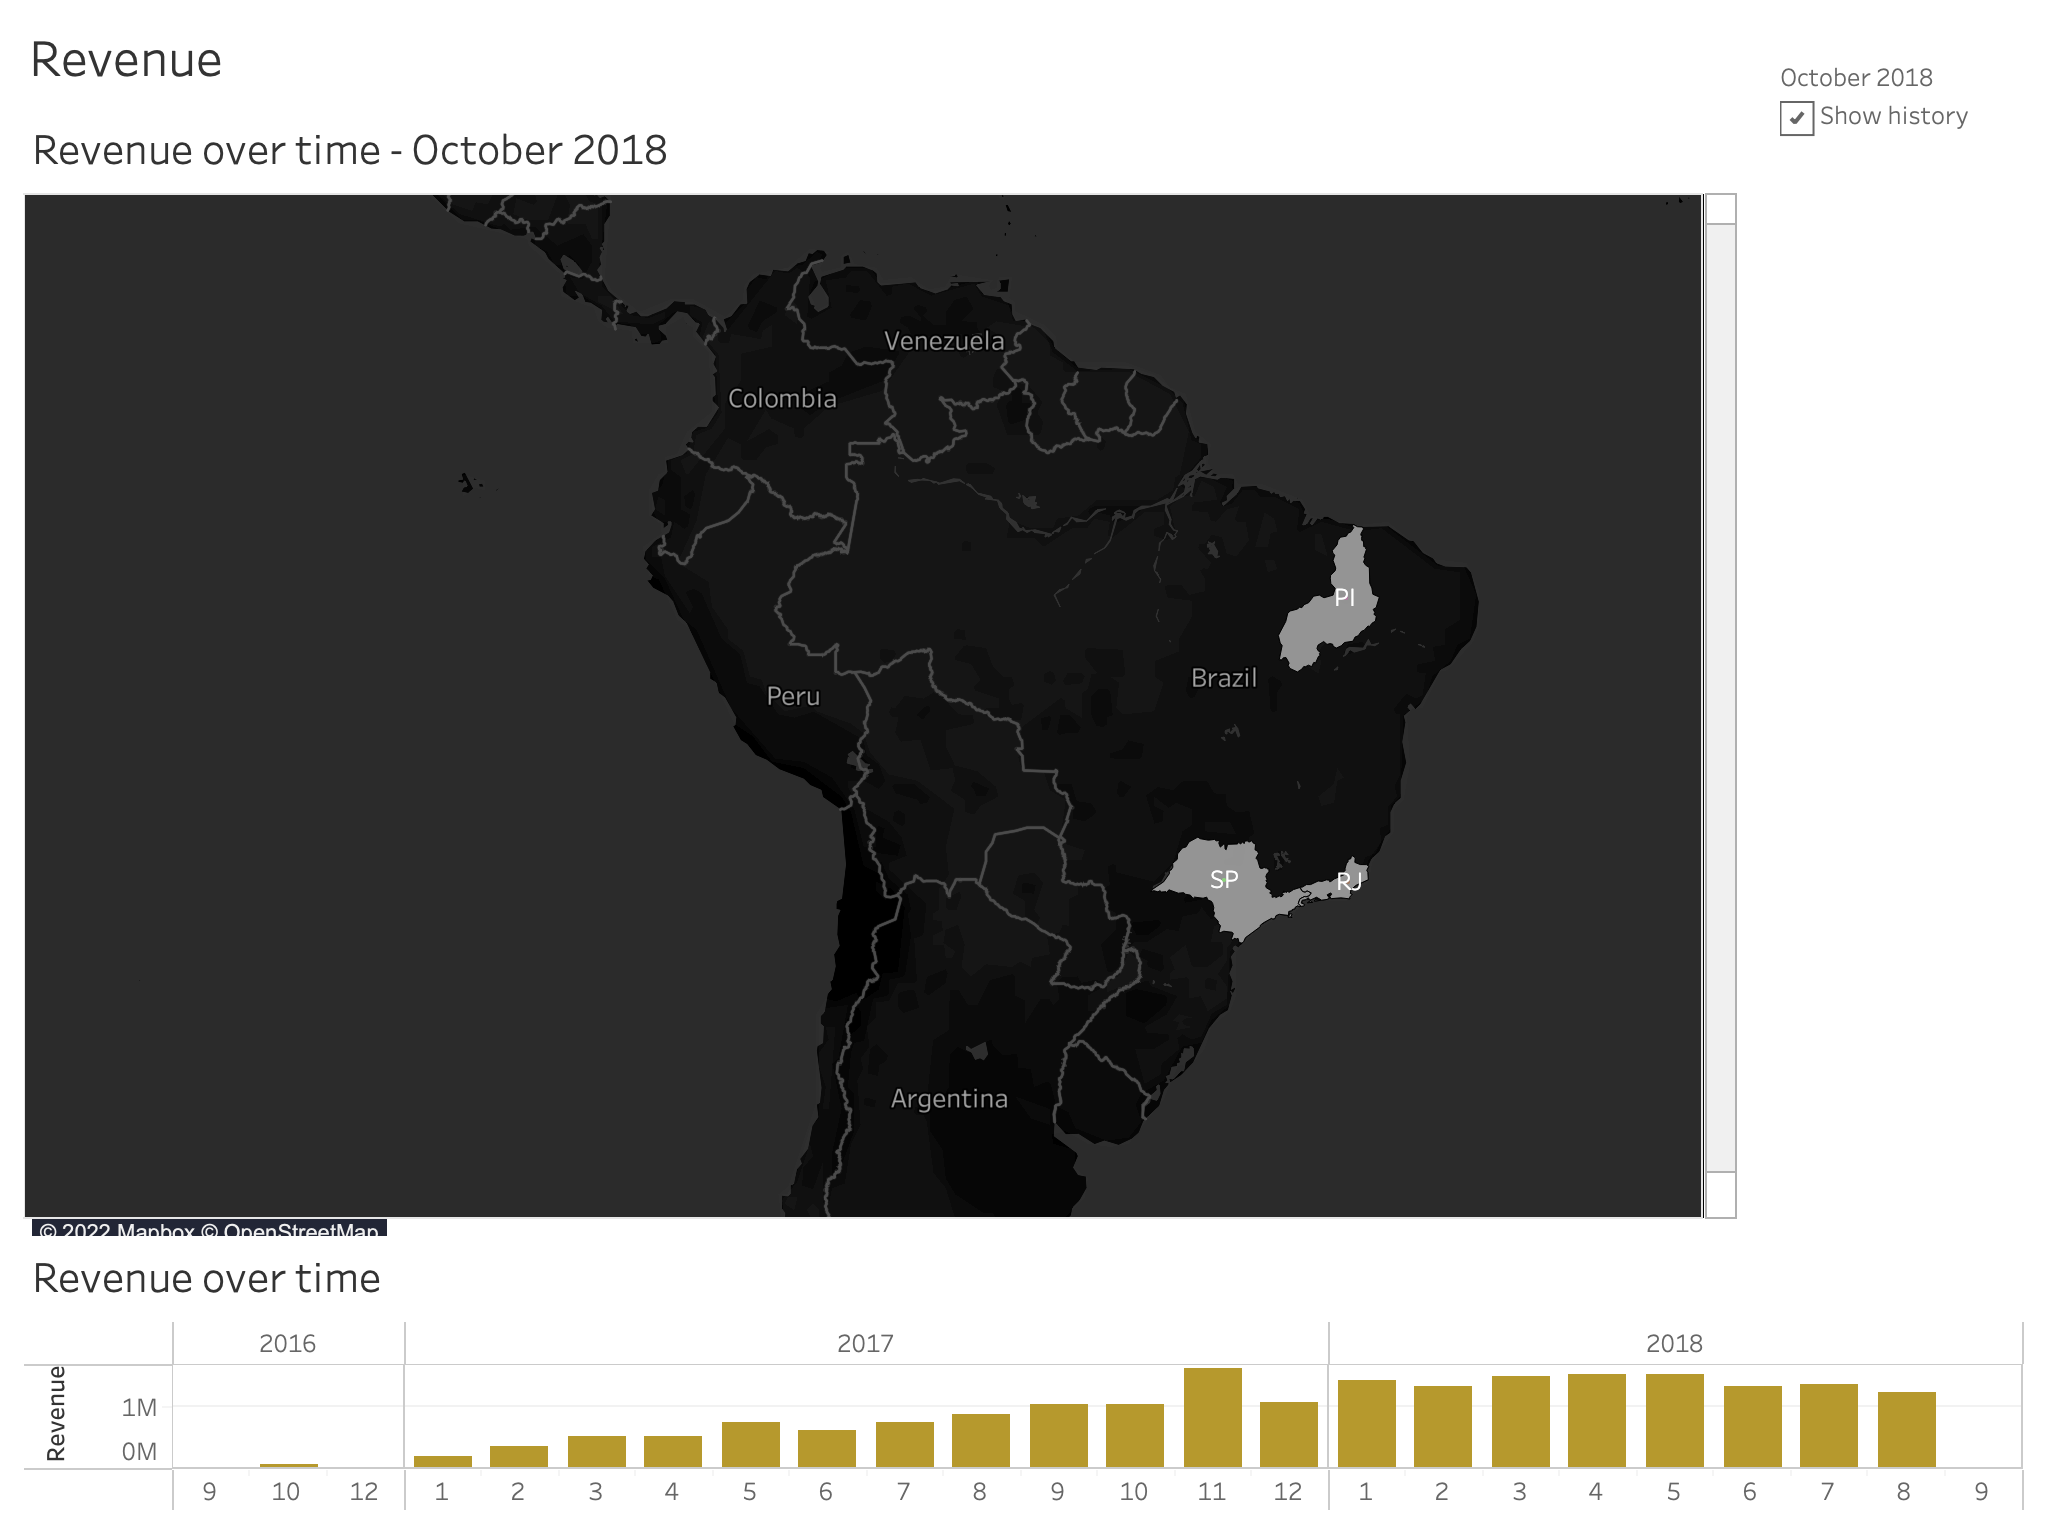 Revenue
October 2018
Show history
Revenue over time - October 2018
Venezuela
Colombia
PI
Brazil
Peru
SP
RJ
Argentina
© 2022 Mapbox © OpenStreetMap
Revenue over time
2016 2017 2018
Revenue
1M
0M
9 10 12 1 2 3 4 5 6 7 8 9 10 11 12 1 2 3 4 5 6 7 8 9